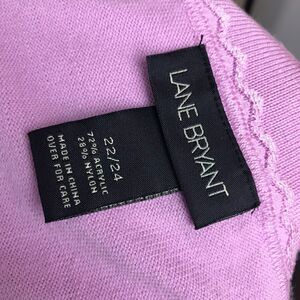 LANE BRYANT
22/24
72% ACRYLIC
28% NYLON
MADE IN CHINA
OVER FOR CARE